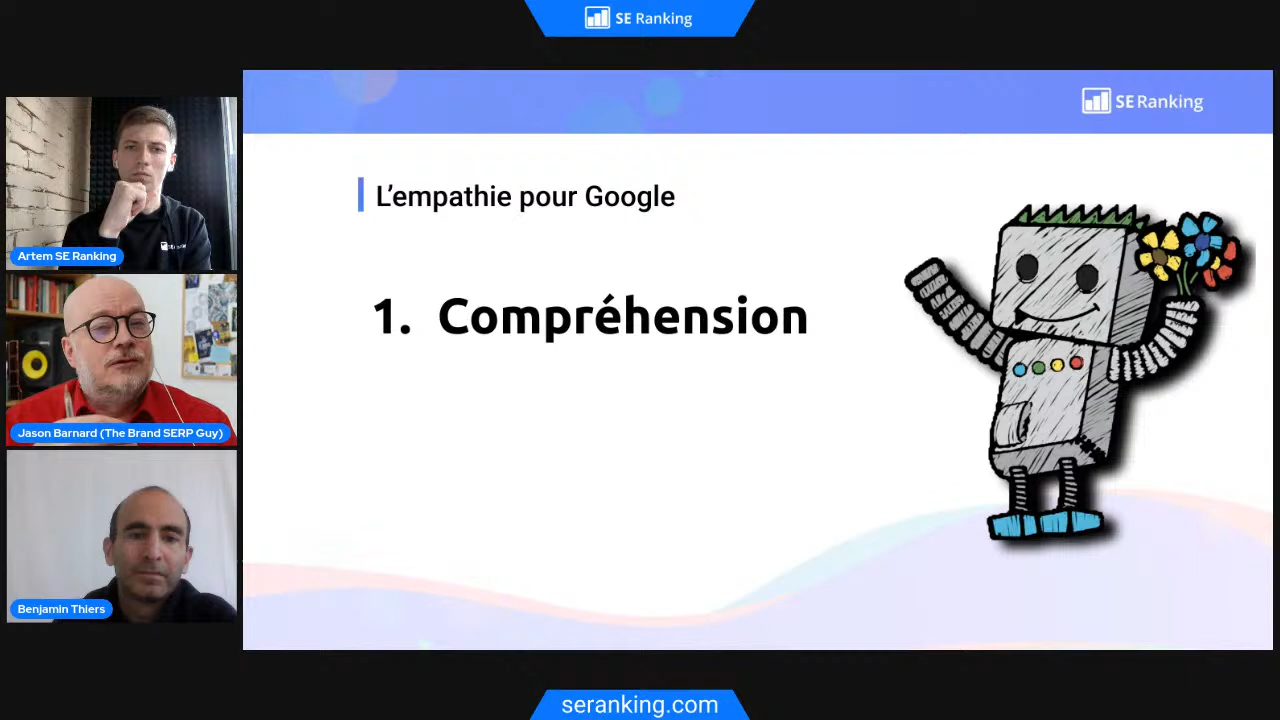 SE Ranking
SE Ranking
L’empathie pour Google
1. Compréhension
Artem SE Ranking
Jason Barnard (The Brand SERP Guy)
Benjamin Thiers
seranking.com